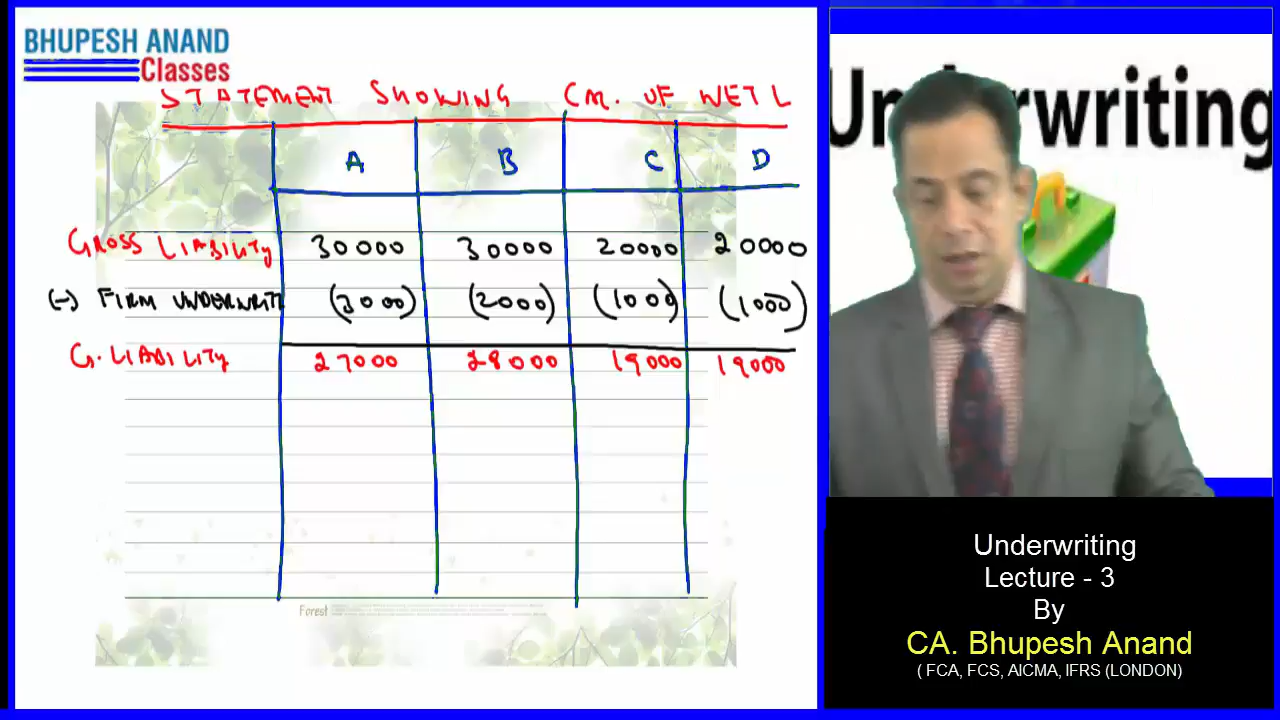 BHUPESH ANAND
Classes
STATEMENT SHOWING CAL. OF NET L
A B C D
GROSS LIABILITY 30000 30000 20000 20000
(-) FIRM UNDERWRIT (3000) (2000) (1000) (1000)
G. LIABILITY 27000 28000 19000 19000
Forest
Underwriting
Underwriting
Lecture - 3
By
CA. Bhupesh Anand
( FCA, FCS, AICMA, IFRS (LONDON)